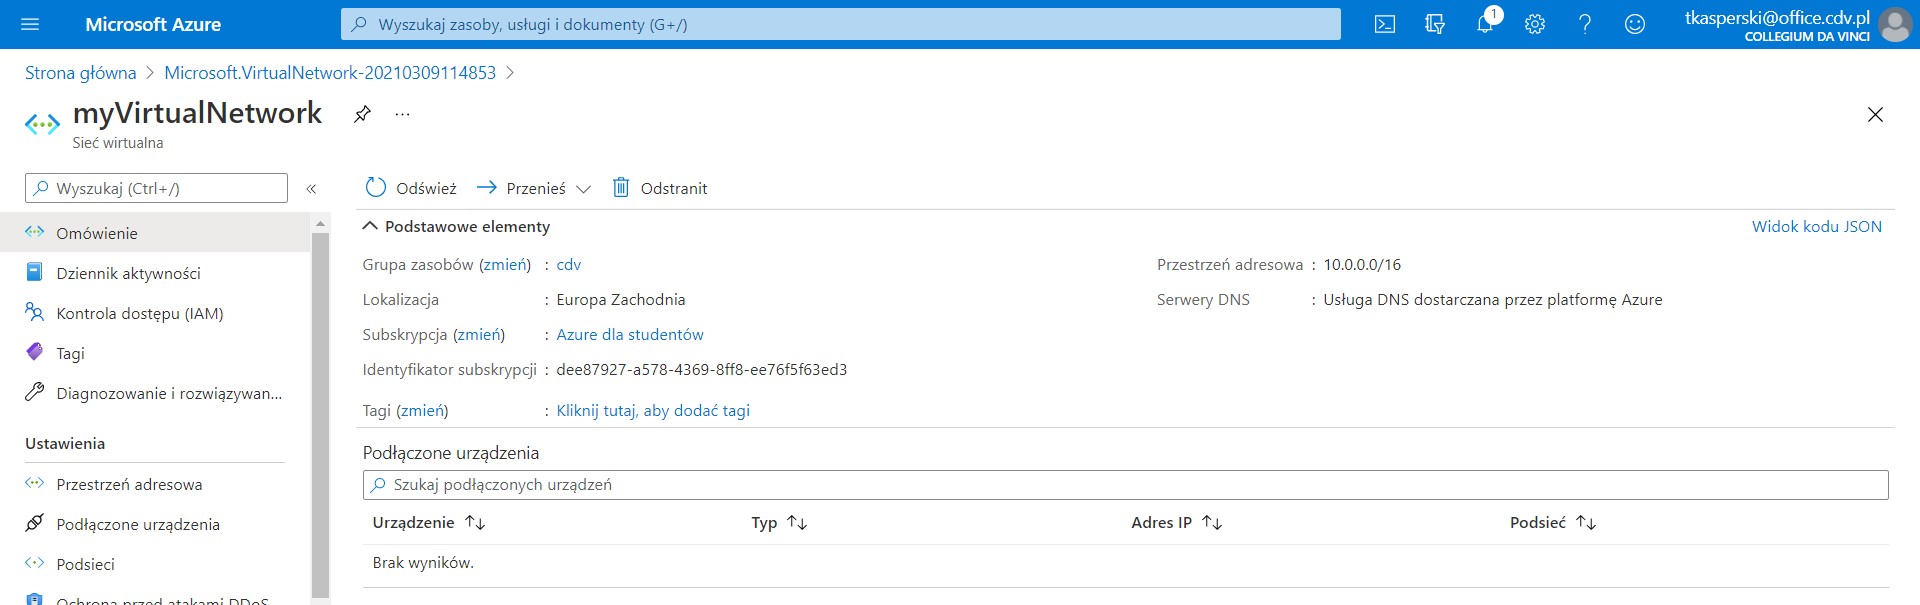 Microsoft Azure
Wyszukaj zasoby, usługi i dokumenty (G+/)
1
tkasperski@office.cdv.pl
COLLEGIUM DA VINCI
Strona główna > Microsoft.VirtualNetwork-20210309114853 >
myVirtualNetwork
Sieć wirtualna
Wyszukaj (Ctrl+/)
«
Omówienie
Dziennik aktywności
Kontrola dostępu (IAM)
Tagi
Diagnozowanie i rozwiązywan...
Ustawienia
Przestrzeń adresowa
Podłączone urządzenia
Podsieci
Ochrona przed atakami DDoS
Odśwież
Przenieś
Odstranit
Podstawowe elementy
Widok kodu JSON
Grupa zasobów (zmień) : cdv
Lokalizacja : Europa Zachodnia
Subskrypcja (zmień) : Azure dla studentów
Identyfikator subskrypcji : dee87927-a578-4369-8ff8-ee76f5f63ed3
Tagi (zmień) : Kliknij tutaj, aby dodać tagi
Przestrzeń adresowa : 10.0.0.0/16
Serwery DNS : Usługa DNS dostarczana przez platformę Azure
Podłączone urządzenia
Szukaj podłączonych urządzeń
Urządzenie Typ Adres IP Podsieć
Brak wyników.